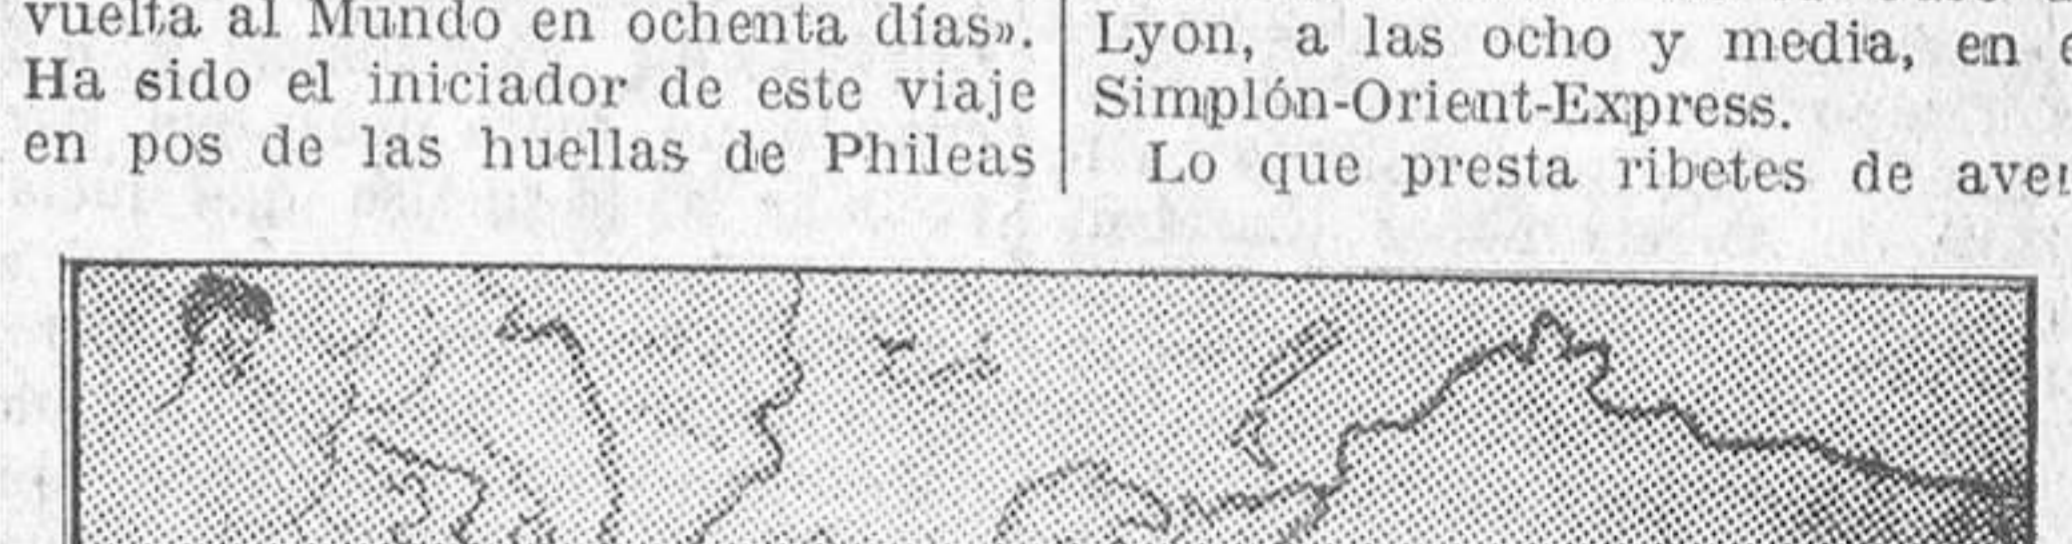 vuelta al Mundo en ochenta días».
Ha sido el iniciador de este viaje
en pos de las huellas de Phileas
Lyon, a las ocho y media, en
Simplón-Orient-Express.
Lo que presta ribetes de